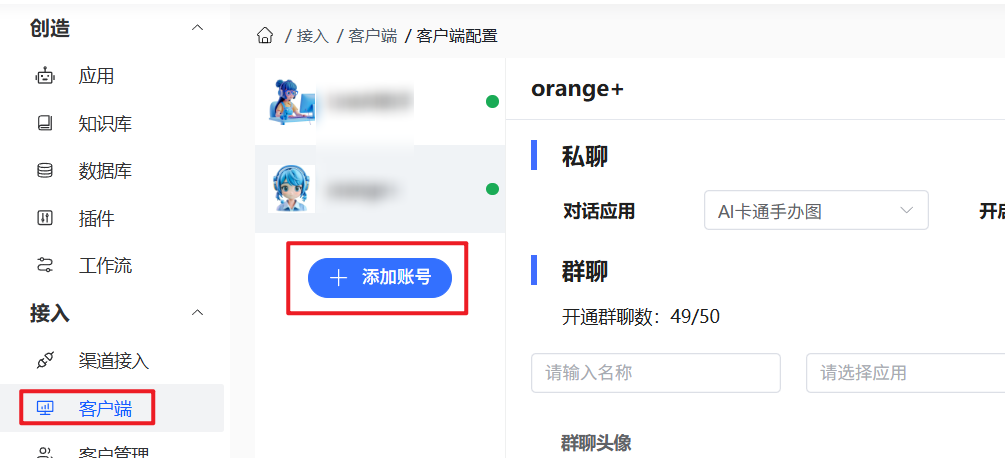 创造
应用
知识库
数据库
插件
工作流
接入
渠道接入
客户端
客户管理
/ 接入 / 客户端 / 客户端配置
添加账号
orange+
私聊
对话应用
AI卡通手办图
群聊
开通群聊数：49/50
请输入名称
请选择应用
群聊头像